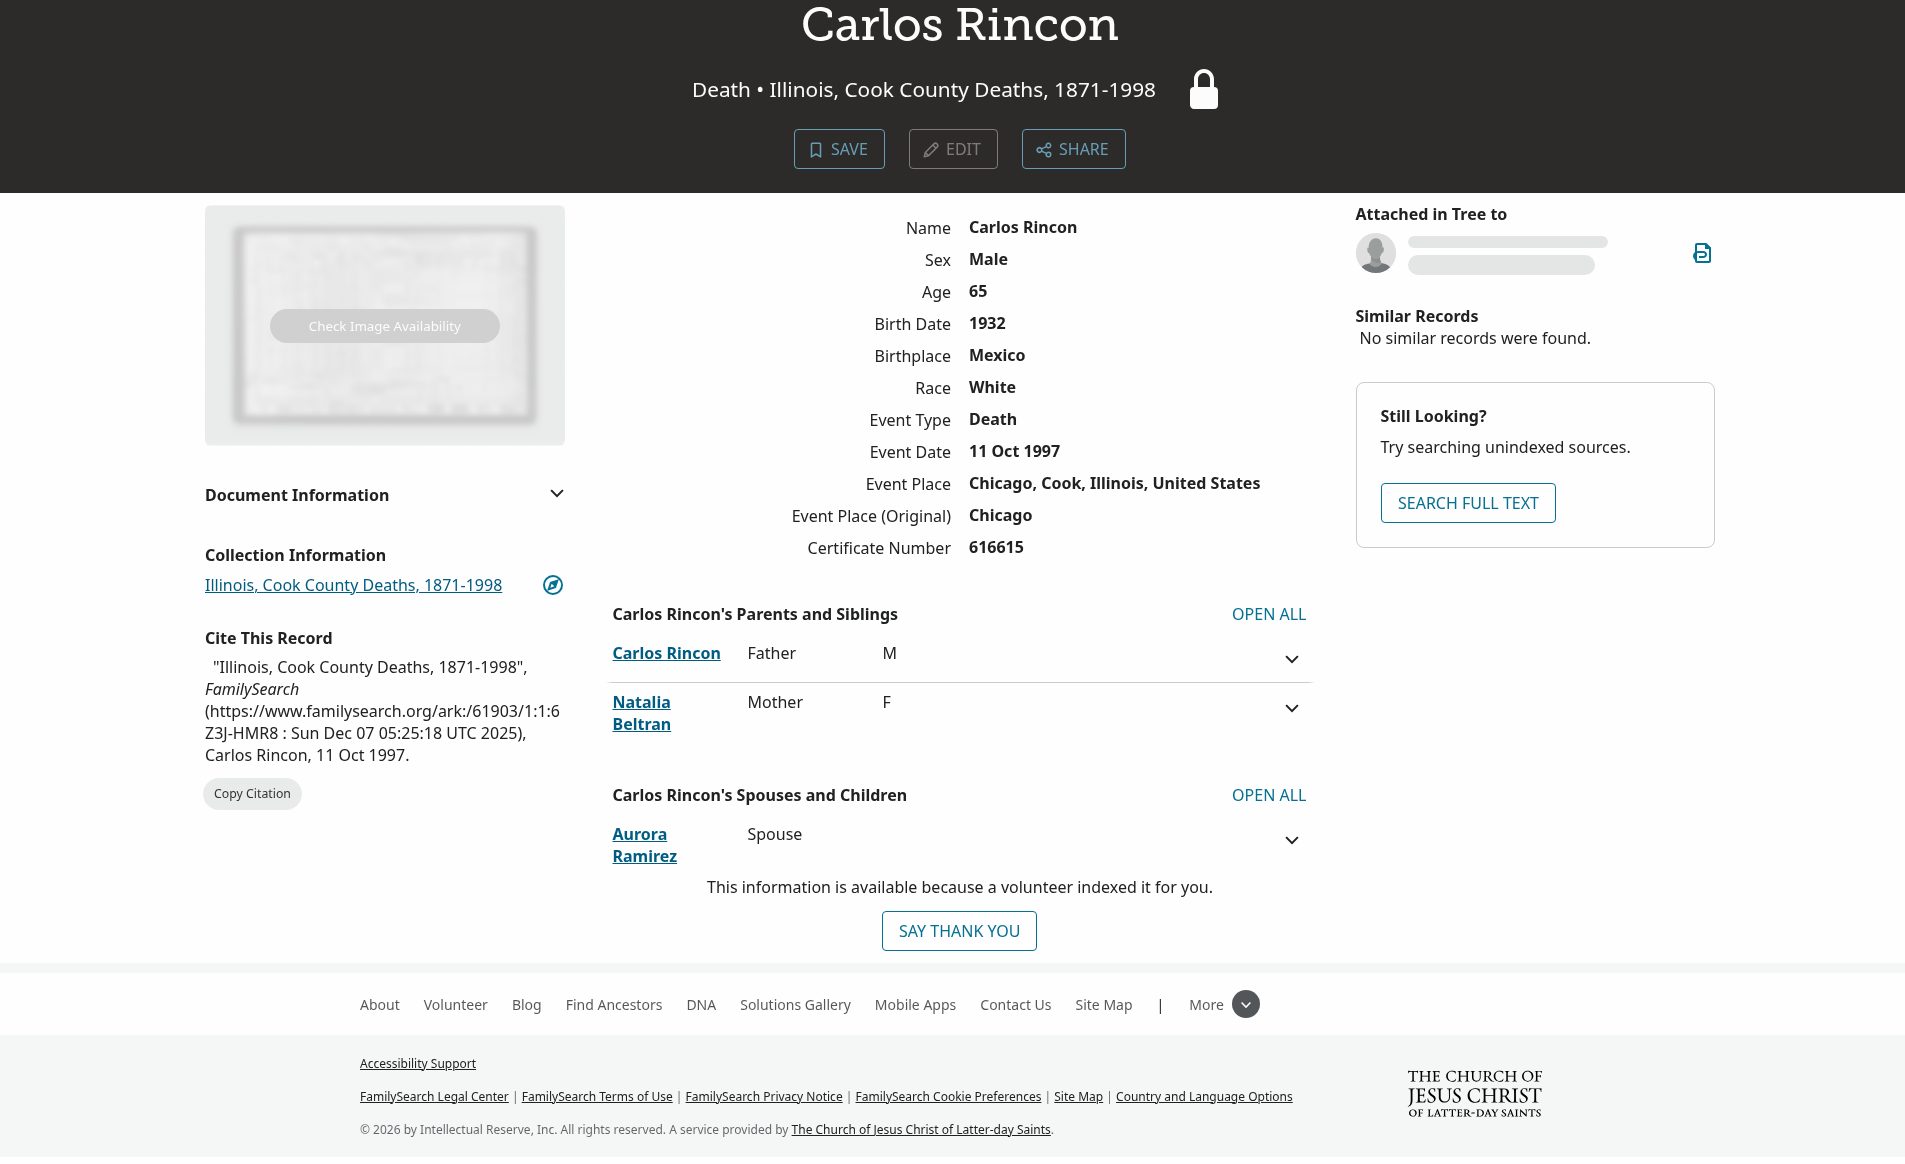 Carlos Rincon
Death • Illinois, Cook County Deaths, 1871-1998
SAVE
EDIT
SHARE
Check Image Availability
Document Information
Collection Information
Illinois, Cook County Deaths, 1871-1998
Cite This Record
"Illinois, Cook County Deaths, 1871-1998",
FamilySearch
(https://www.familysearch.org/ark:/61903/1:1:6
Z3J-HMR8 : Sun Dec 07 05:25:18 UTC 2025),
Carlos Rincon, 11 Oct 1997.
Copy Citation
Name Carlos Rincon
Sex Male
Age 65
Birth Date 1932
Birthplace Mexico
Race White
Event Type Death
Event Date 11 Oct 1997
Event Place Chicago, Cook, Illinois, United States
Event Place (Original) Chicago
Certificate Number 616615
Carlos Rincon's Parents and Siblings OPEN ALL
Carlos Rincon Father M
Natalia Mother F
Beltran
Carlos Rincon's Spouses and Children OPEN ALL
Aurora Spouse
Ramirez
This information is available because a volunteer indexed it for you.
SAY THANK YOU
Attached in Tree to
Similar Records
No similar records were found.
Still Looking?
Try searching unindexed sources.
SEARCH FULL TEXT
About Volunteer Blog Find Ancestors DNA Solutions Gallery Mobile Apps Contact Us Site Map | More
Accessibility Support
FamilySearch Legal Center | FamilySearch Terms of Use | FamilySearch Privacy Notice | FamilySearch Cookie Preferences | Site Map | Country and Language Options
© 2026 by Intellectual Reserve, Inc. All rights reserved. A service provided by The Church of Jesus Christ of Latter-day Saints.
THE CHURCH OF
JESUS CHRIST
OF LATTER-DAY SAINTS